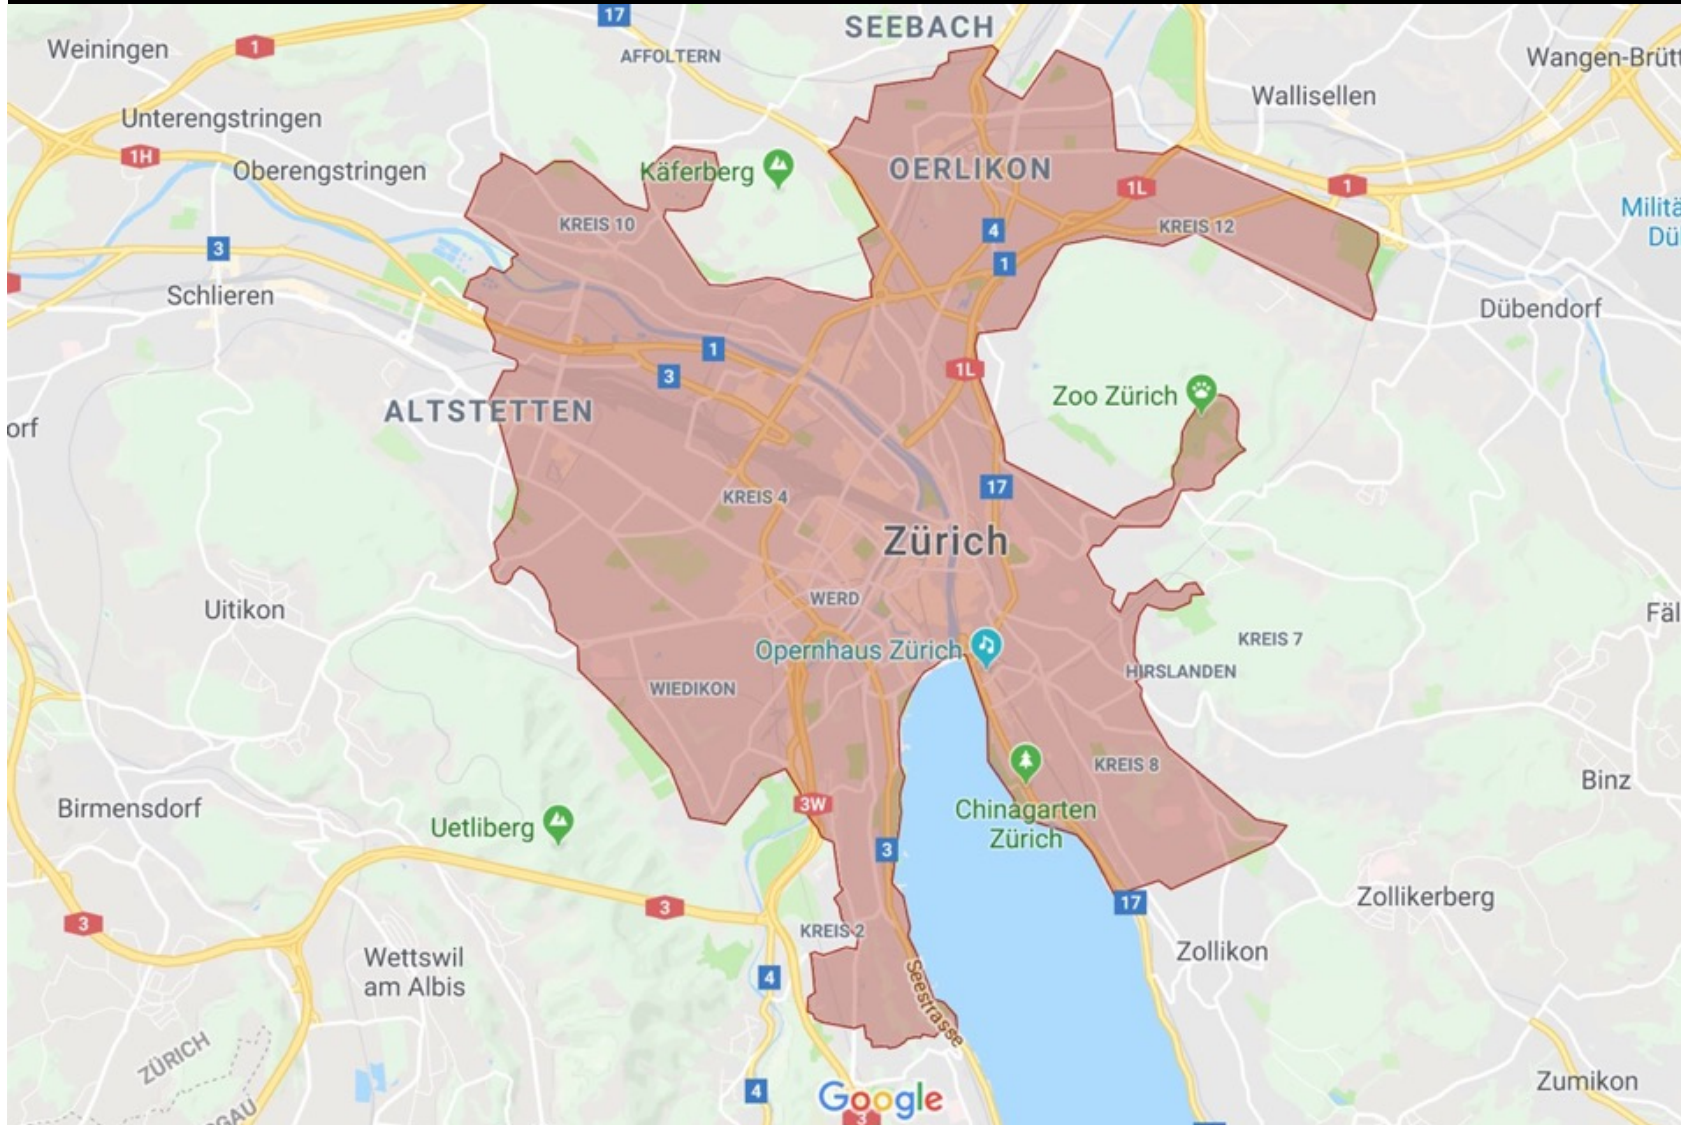 17
SEEBACH
Weiningen
1
AFFOLTERN
Wangen-Brütt
Wallisellen
Unterengstringen
1H
Oberengstringen
Käferberg
OERLIKON
1L
1
Militä
Dü
KREIS 10
4
KREIS 12
3
1
Schlieren
Dübendorf
1
3
1L
Zoo Zürich
ALTSTETTEN
orf
KREIS 4
17
Zürich
WERD
Uitikon
Fäl
KREIS 7
Opernhaus Zürich
HIRSLANDEN
WIEDIKON
KREIS 8
Binz
3W
Birmensdorf
Uetliberg
Chinagarten
Zürich
3
17
Zollikerberg
3
3
KREIS 2
Zollikon
Wettswil
am Albis
4
Seestrasse
ZÜRICH
4
Google
Zumikon
3
GAU